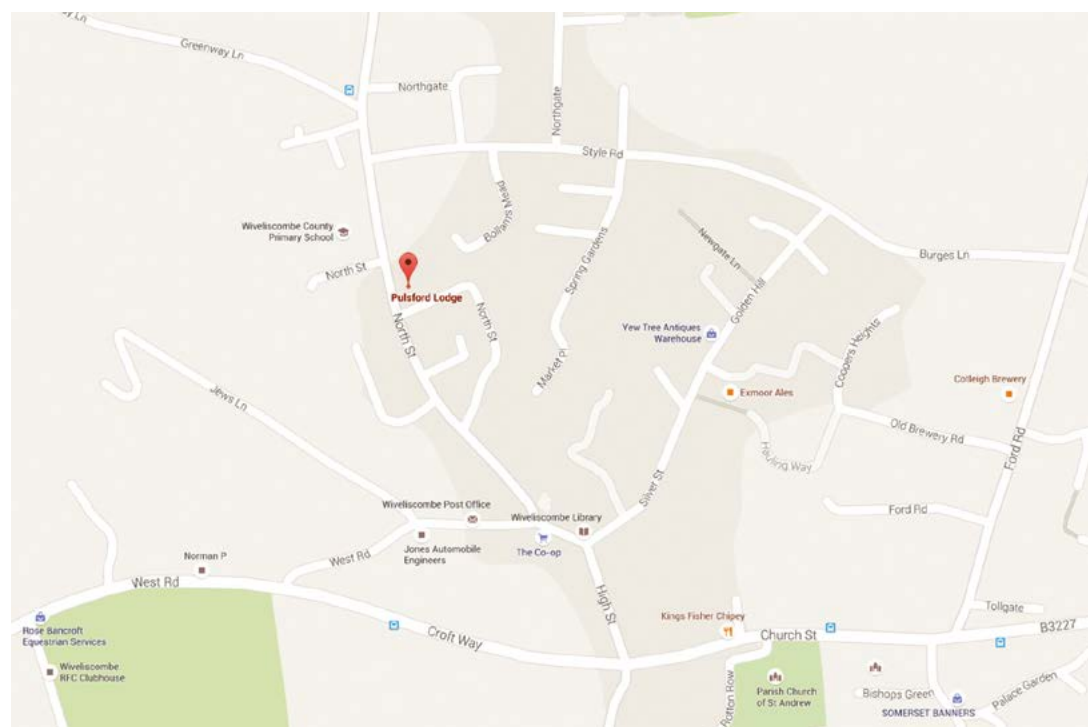 Greenway Ln
Northgate
Northgate
Style Rd
Bollams Mead
Wiveliscombe County
Primary School
North St
Pulsford Lodge
North St
North St
Spring Gardens
Market Pl
Newgate Ln
Golden Hill
Burges Ln
Yew Tree Antiques
Warehouse
Coopers Heights
Exmoor Ales
Cotleigh Brewery
Jews Ln
Old Brewery Rd
Ford Rd
Silver St
Wiveliscombe Post Office
Wiveliscombe Library
Ford Rd
Jones Automobile
Engineers
The Co-op
West Rd
Norman P
West Rd
High St
Rose Bancroft
Equestrian Services
Croft Way
Kings Fisher Chipey
Church St
Tollgate
B3227
Wiveliscombe
RFC Clubhouse
Rotton Row
Parish Church
of St Andrew
Bishops Green
Palace Garden
SOMERSET BANNERS